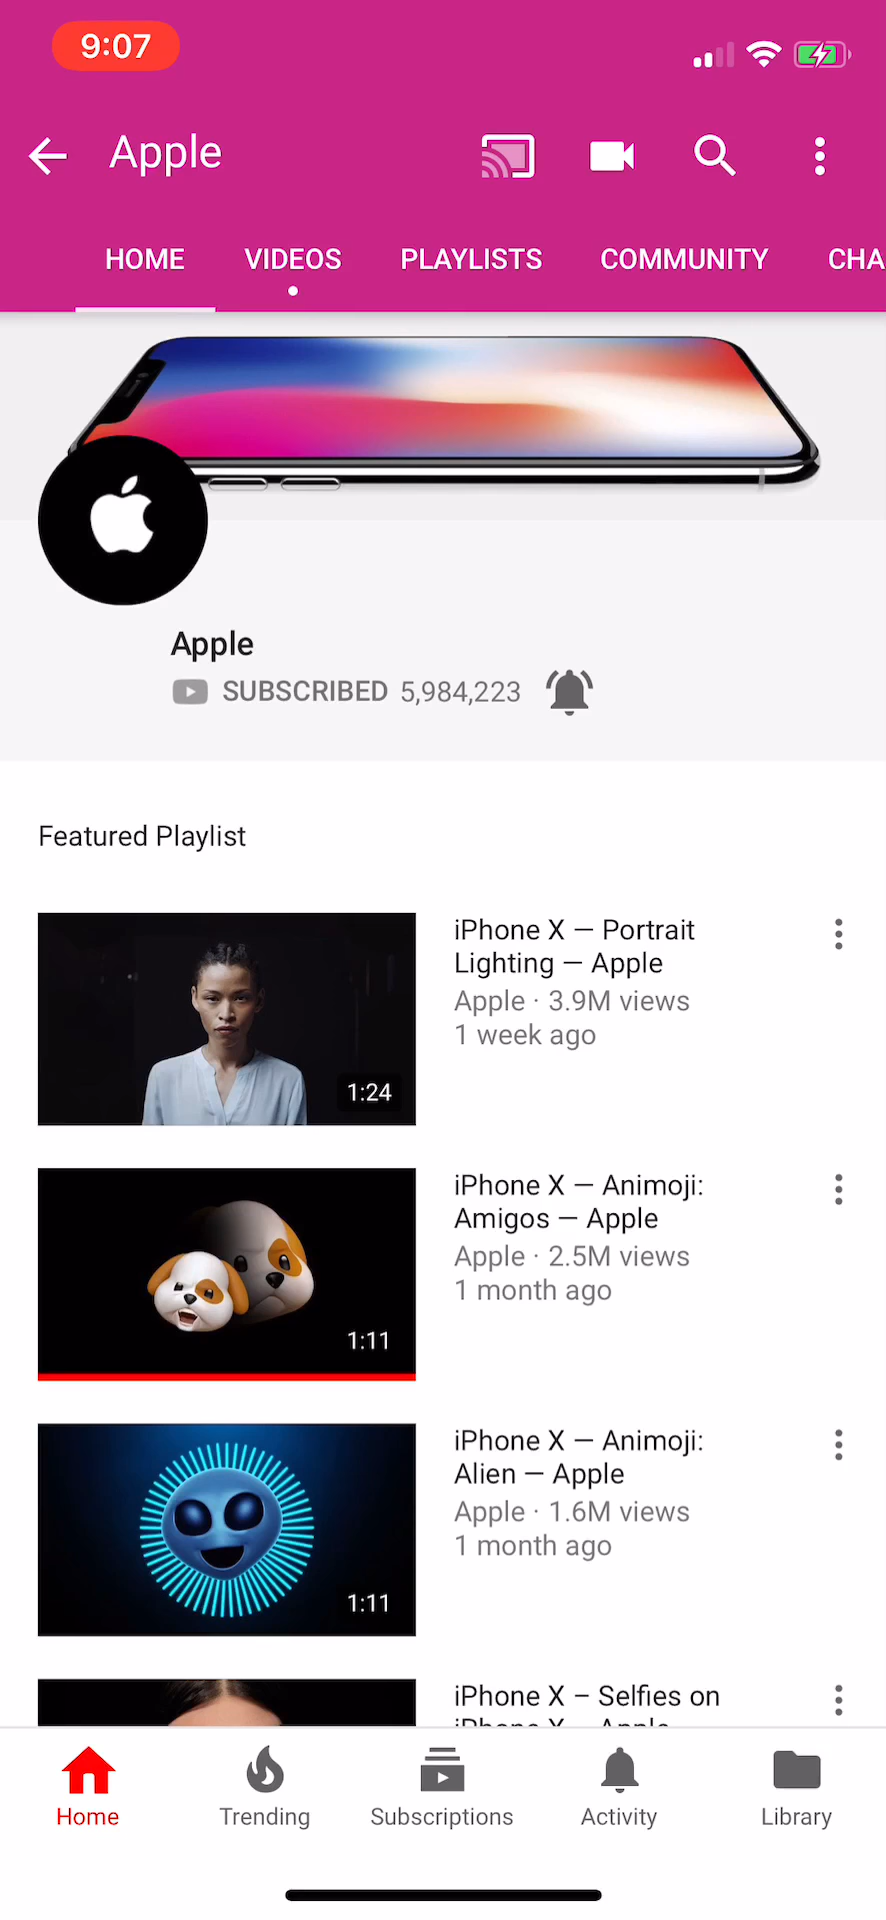 9:07
Apple
HOME VIDEOS PLAYLISTS COMMUNITY CHA
Apple
SUBSCRIBED 5,984,223
Featured Playlist
iPhone X – Portrait
Lighting – Apple
Apple · 3.9M views
1 week ago
1:24
iPhone X – Animoji:
Amigos – Apple
Apple · 2.5M views
1 month ago
1:11
iPhone X – Animoji:
Alien – Apple
Apple · 1.6M views
1 month ago
1:11
iPhone X – Selfies on
iPhone X – Apple
Home Trending Subscriptions Activity Library